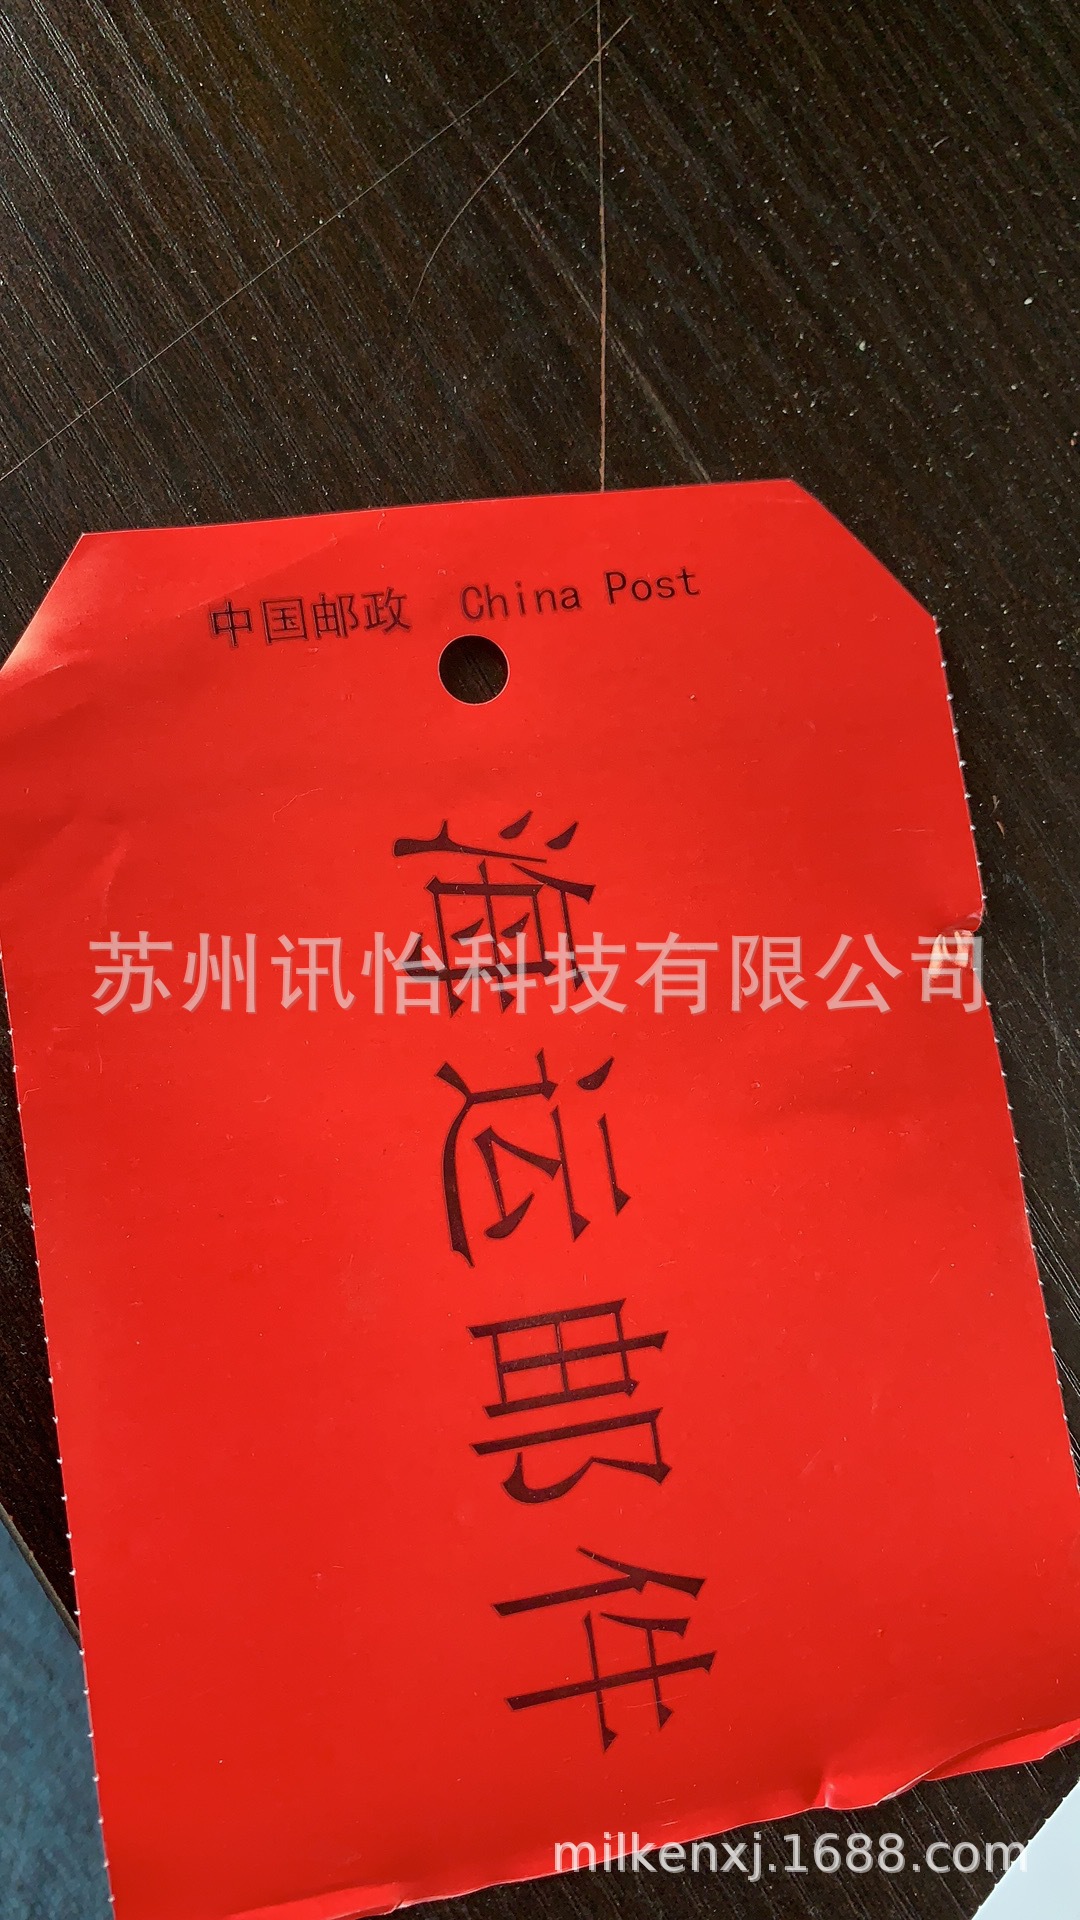 中国邮政 China Post
海运邮件
苏州讯怡科技有限公司
milkenxj.1688.com